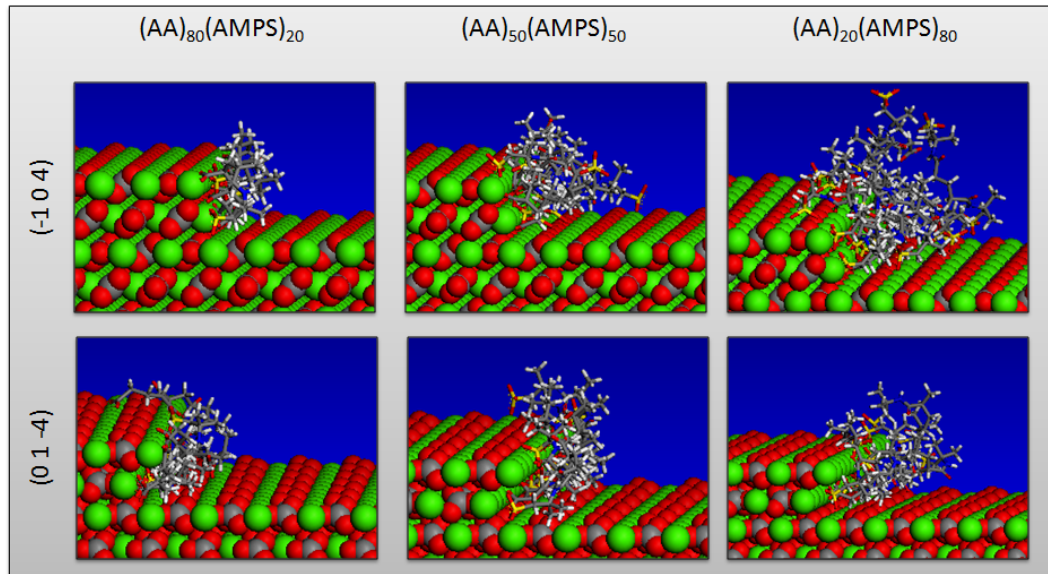 (AA)₈₀(AMPS)₂₀
(AA)₅₀(AMPS)₅₀
(AA)₂₀(AMPS)₈₀
(-1 0 4)
(0 1 -4)